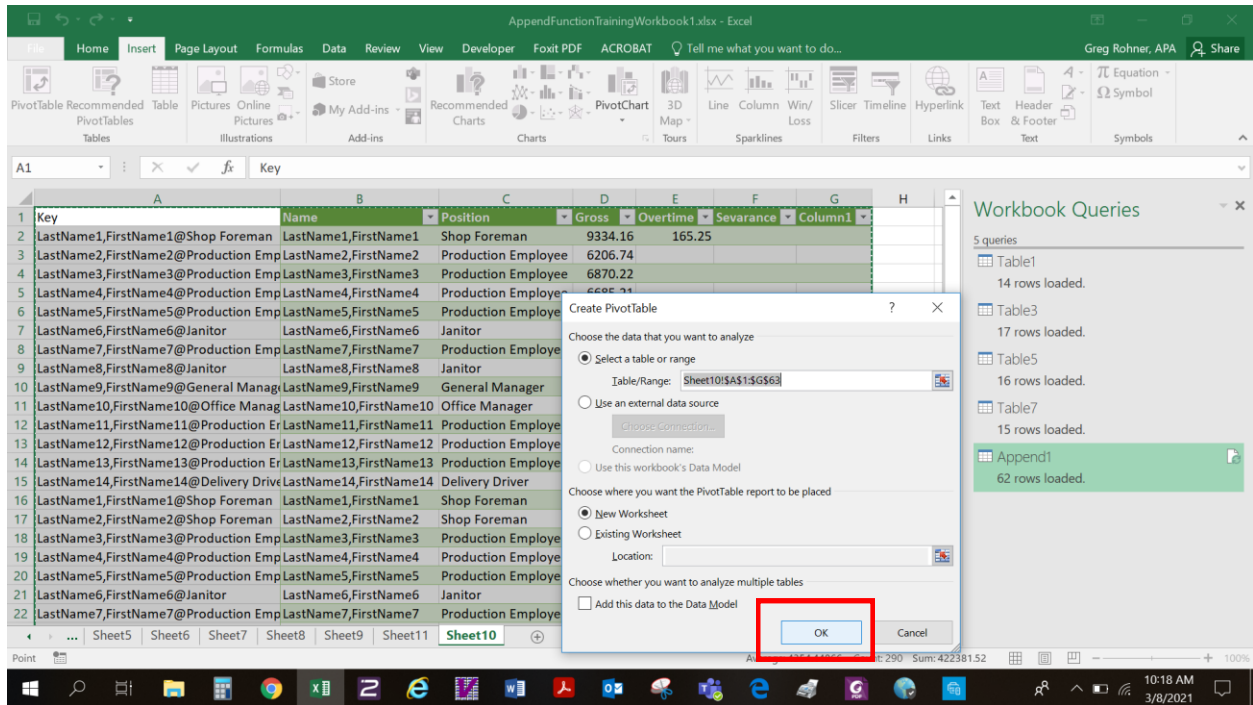 AppendFunctionTrainingWorkbook1.xlsx - Excel
File Home Insert Page Layout Formulas Data Review View Developer Foxit PDF ACROBAT Tell me what you want to do... Greg Rohner, APA Share
PivotTable Recommended PivotTables Table Pictures Online Pictures Store My Add-ins Recommended Charts PivotChart 3D Map Line Column Win/Loss Slicer Timeline Hyperlink Text Box Header & Footer Equation Symbol
Tables Illustrations Add-ins Charts Tours Sparklines Filters Links Text Symbols
A1 fx Key
A B C D E F G H
1 Key Name Position Gross Overtime Sevarance Column1
2 LastName1,FirstName1@Shop Foreman LastName1,FirstName1 Shop Foreman 9334.16 165.25
3 LastName2,FirstName2@Production Emp LastName2,FirstName2 Production Employee 6206.74
4 LastName3,FirstName3@Production Emp LastName3,FirstName3 Production Employee 6870.22
5 LastName4,FirstName4@Production Emp LastName4,FirstName4 Production Employee
6 LastName5,FirstName5@Production Emp LastName5,FirstName5 Production Employe
7 LastName6,FirstName6@Janitor LastName6,FirstName6 Janitor
8 LastName7,FirstName7@Production Emp LastName7,FirstName7 Production Employe
9 LastName8,FirstName8@Janitor LastName8,FirstName8 Janitor
10 LastName9,FirstName9@General Manag LastName9,FirstName9 General Manager
11 LastName10,FirstName10@Office Manag LastName10,FirstName10 Office Manager
12 LastName11,FirstName11@Production Er LastName11,FirstName11 Production Employe
13 LastName12,FirstName12@Production Er LastName12,FirstName12 Production Employe
14 LastName13,FirstName13@Production Er LastName13,FirstName13 Production Employe
15 LastName14,FirstName14@Delivery Drive LastName14,FirstName14 Delivery Driver
16 LastName1,FirstName1@Shop Foreman LastName1,FirstName1 Shop Foreman
17 LastName2,FirstName2@Shop Foreman LastName2,FirstName2 Shop Foreman
18 LastName3,FirstName3@Production Emp LastName3,FirstName3 Production Employe
19 LastName4,FirstName4@Production Emp LastName4,FirstName4 Production Employe
20 LastName5,FirstName5@Production Emp LastName5,FirstName5 Production Employe
21 LastName6,FirstName6@Janitor LastName6,FirstName6 Janitor
22 LastName7,FirstName7@Production Emp LastName7,FirstName7 Production Employe
Create PivotTable ?
Choose the data that you want to analyze
Select a table or range
Table/Range: Sheet10!$A$1:$G$63
Use an external data source
Choose Connection...
Connection name:
Use this workbook's Data Model
Choose where you want the PivotTable report to be placed
New Worksheet
Existing Worksheet
Location:
Choose whether you want to analyze multiple tables
Add this data to the Data Model
OK Cancel
Workbook Queries
5 queries
Table1
14 rows loaded.
Table3
17 rows loaded.
Table5
16 rows loaded.
Table7
15 rows loaded.
Append1
62 rows loaded.
... Sheet5 Sheet6 Sheet7 Sheet8 Sheet9 Sheet11 Sheet10
Point 290 Sum: 422381.52 100%
10:18 AM
3/8/2021